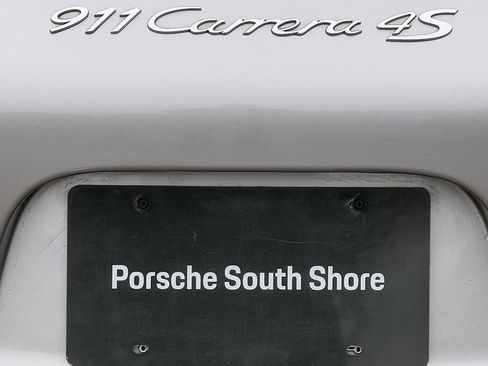 911 Carrera 4S
Porsche South Shore